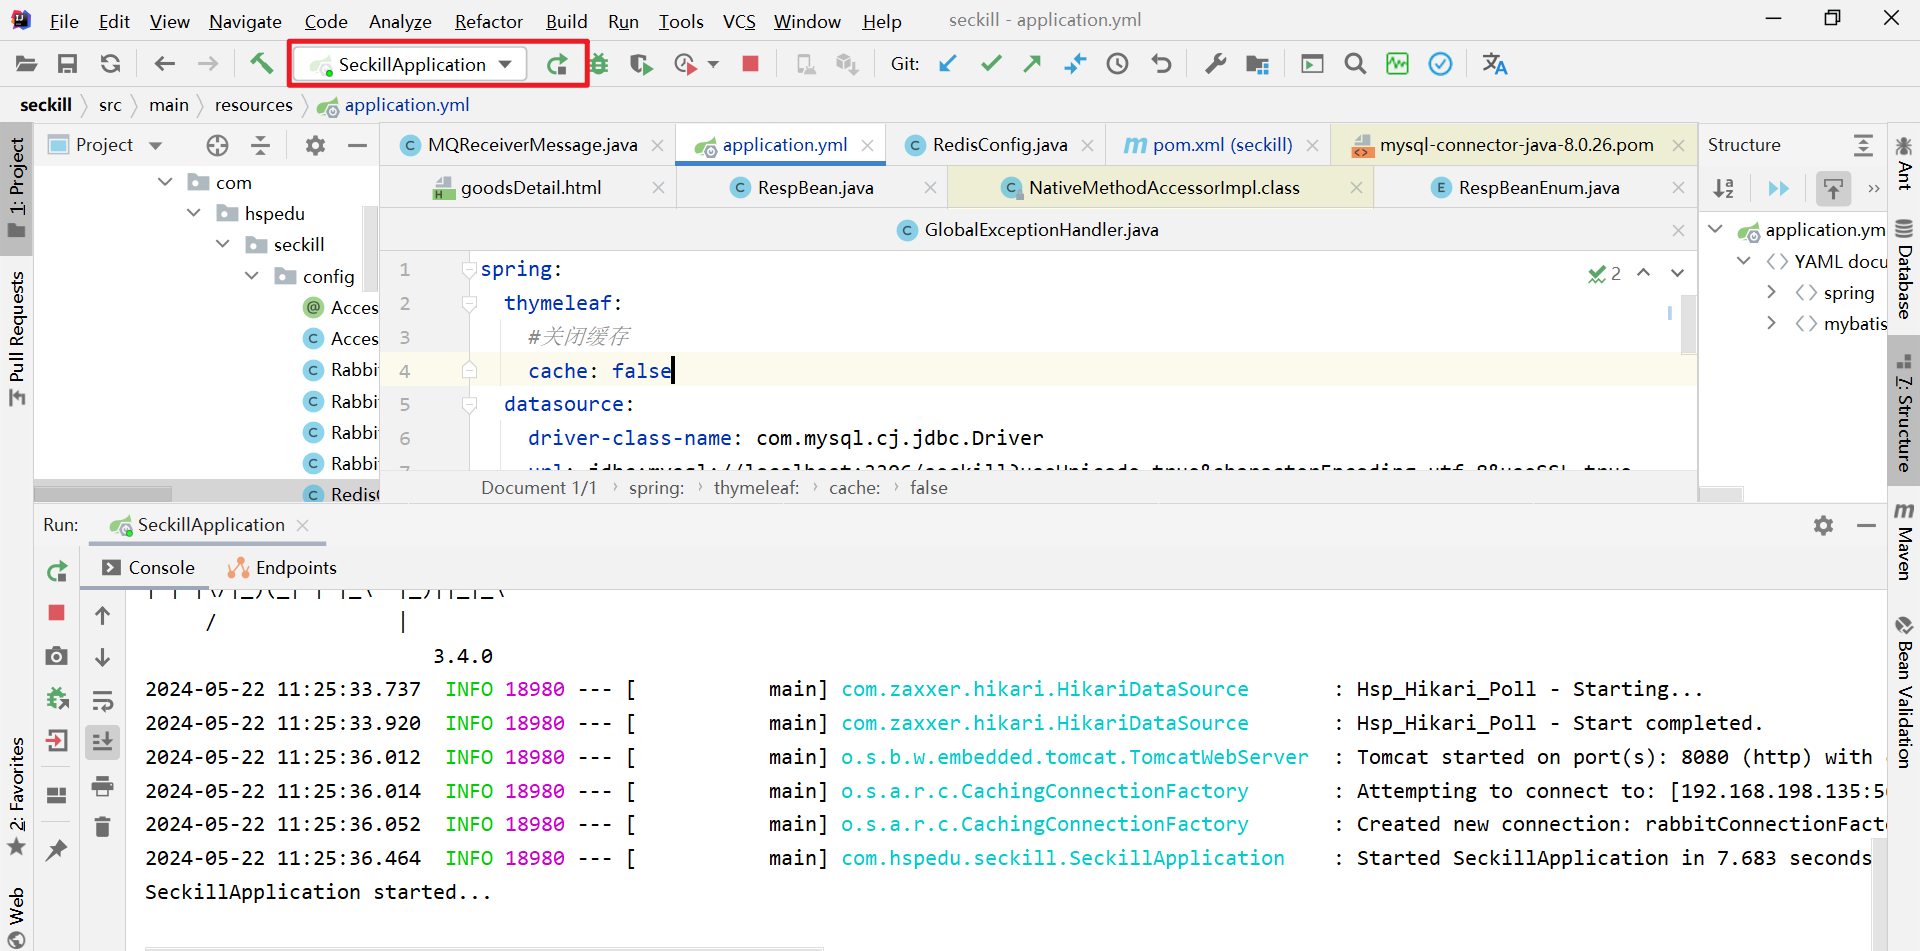 File Edit View Navigate Code Analyze Refactor Build Run Tools VCS Window Help seckill - application.yml
SeckillApplication Git:
seckill src main resources application.yml
Project MQReceiverMessage.java application.yml RedisConfig.java pom.xml (seckill) mysql-connector-java-8.0.26.pom Structure
com goodsDetail.html RespBean.java NativeMethodAccessorImpl.class RespBeanEnum.java
hspedu GlobalExceptionHandler.java application.ym
seckill
config
Acces
Acces
Rabbi
Rabbi
Rabbi
Rabbi
Redis
1 spring:
2 thymeleaf:
3 #关闭缓存
4 cache: false
5 datasource:
6 driver-class-name: com.mysql.cj.jdbc.Driver
2
YAML docu
spring
mybatis
Document 1/1 spring: thymeleaf: cache: false
Run: SeckillApplication
Console Endpoints
3.4.0
2024-05-22 11:25:33.737 INFO 18980 --- [ main] com.zaxxer.hikari.HikariDataSource : Hsp_Hikari_Poll - Starting...
2024-05-22 11:25:33.920 INFO 18980 --- [ main] com.zaxxer.hikari.HikariDataSource : Hsp_Hikari_Poll - Start completed.
2024-05-22 11:25:36.012 INFO 18980 --- [ main] o.s.b.w.embedded.tomcat.TomcatWebServer : Tomcat started on port(s): 8080 (http) with
2024-05-22 11:25:36.014 INFO 18980 --- [ main] o.s.a.r.c.CachingConnectionFactory : Attempting to connect to: [192.168.198.135:5
2024-05-22 11:25:36.052 INFO 18980 --- [ main] o.s.a.r.c.CachingConnectionFactory : Created new connection: rabbitConnectionFact
2024-05-22 11:25:36.464 INFO 18980 --- [ main] com.hspedu.seckill.SeckillApplication : Started SeckillApplication in 7.683 seconds
SeckillApplication started...
1: Project
Pull Requests
2: Favorites
Web
Ant
Database
7: Structure
Maven
Bean Validation